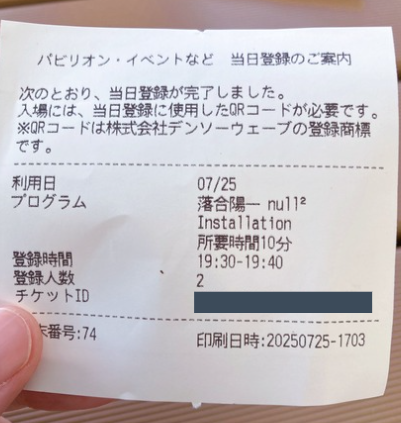 パビリオン・イベントなど 当日登録のご案内
次のとおり、当日登録が完了しました。
入場には、当日登録に使用したQRコードが必要です。
※QRコードは株式会社デンソーウェーブの登録商標
です。
利用日 07/25
プログラム 落合陽一 null²
Installation
所要時間10分
登録時間 19:30-19:40
登録人数 2
チケットID
末番号:74 印刷日時:20250725-1703